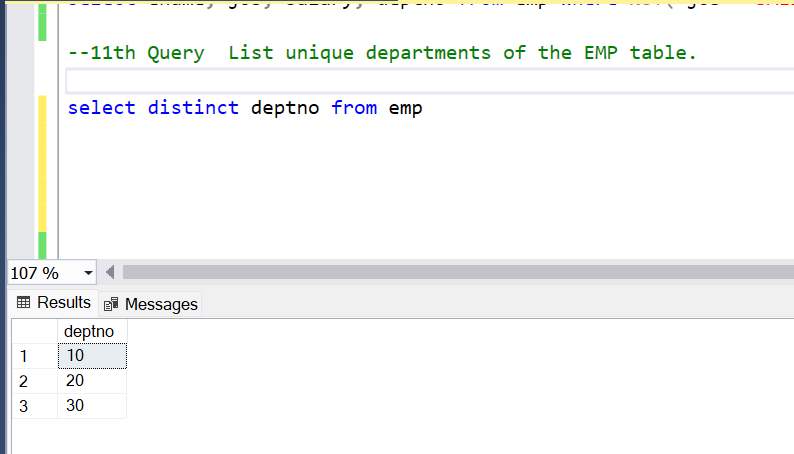 --11th Query  List unique departments of the EMP table.
select distinct deptno from emp
107 %
Results Messages
deptno
1 10
2 20
3 30